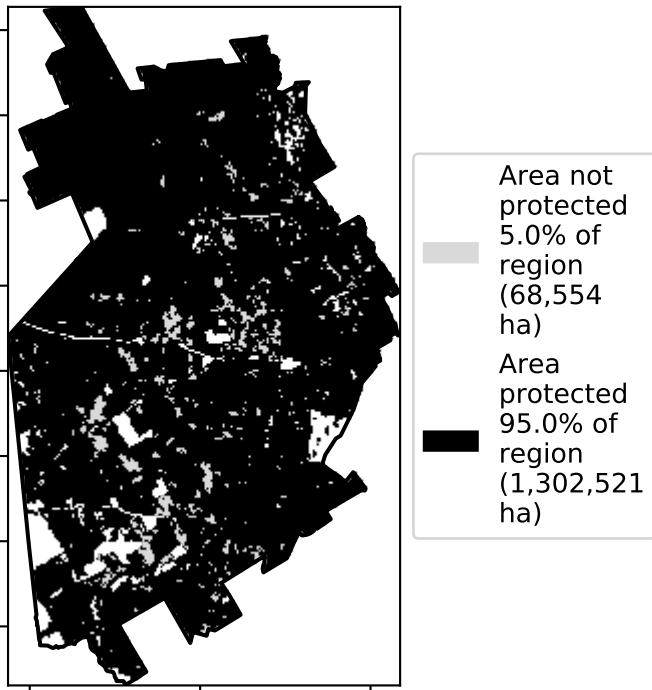 Area not
protected
5.0% of
region
(68,554
ha)
Area
protected
95.0% of
region
(1,302,521
ha)